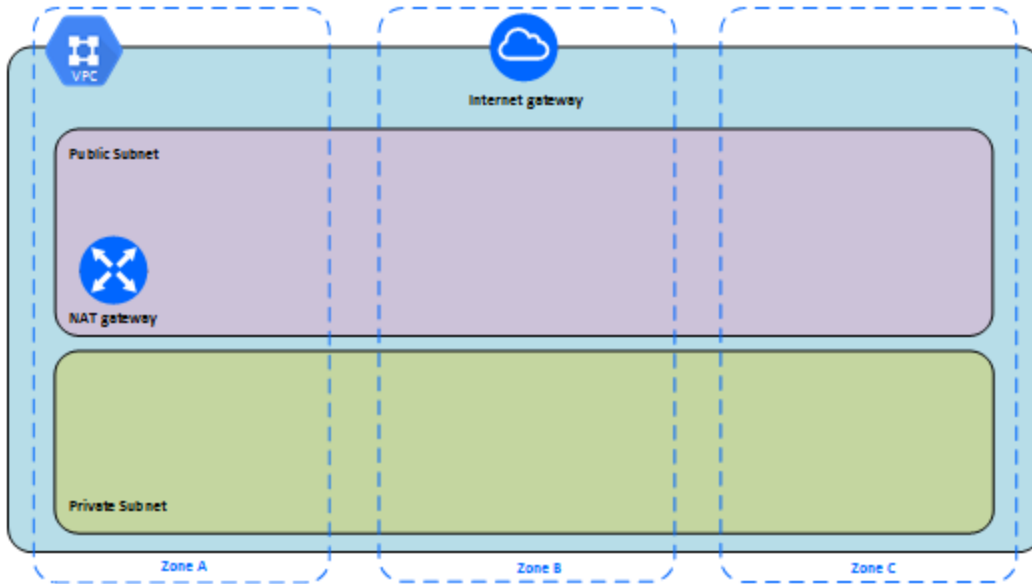 VPC
Internet gateway
Public Subnet
NAT gateway
Private Subnet
Zone A
Zone B
Zone C